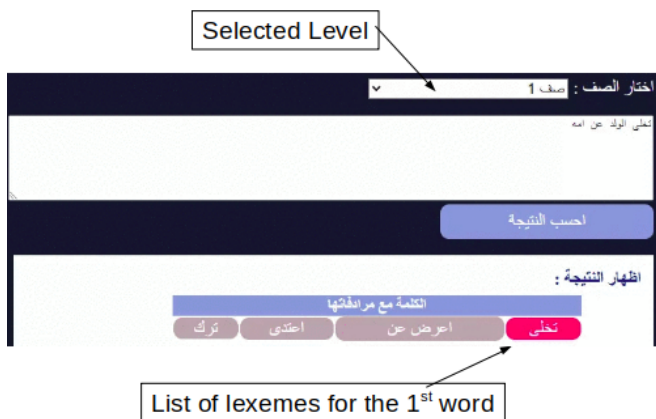 Selected Level
اختار الصف : صف 1
تخلى الولد عن امه
احسب النتيجة
اظهار النتيجة :
الكلمة مع مرادفاتها
تخلى اعرض عن اعتدى ترك
List of lexemes for the 1st word